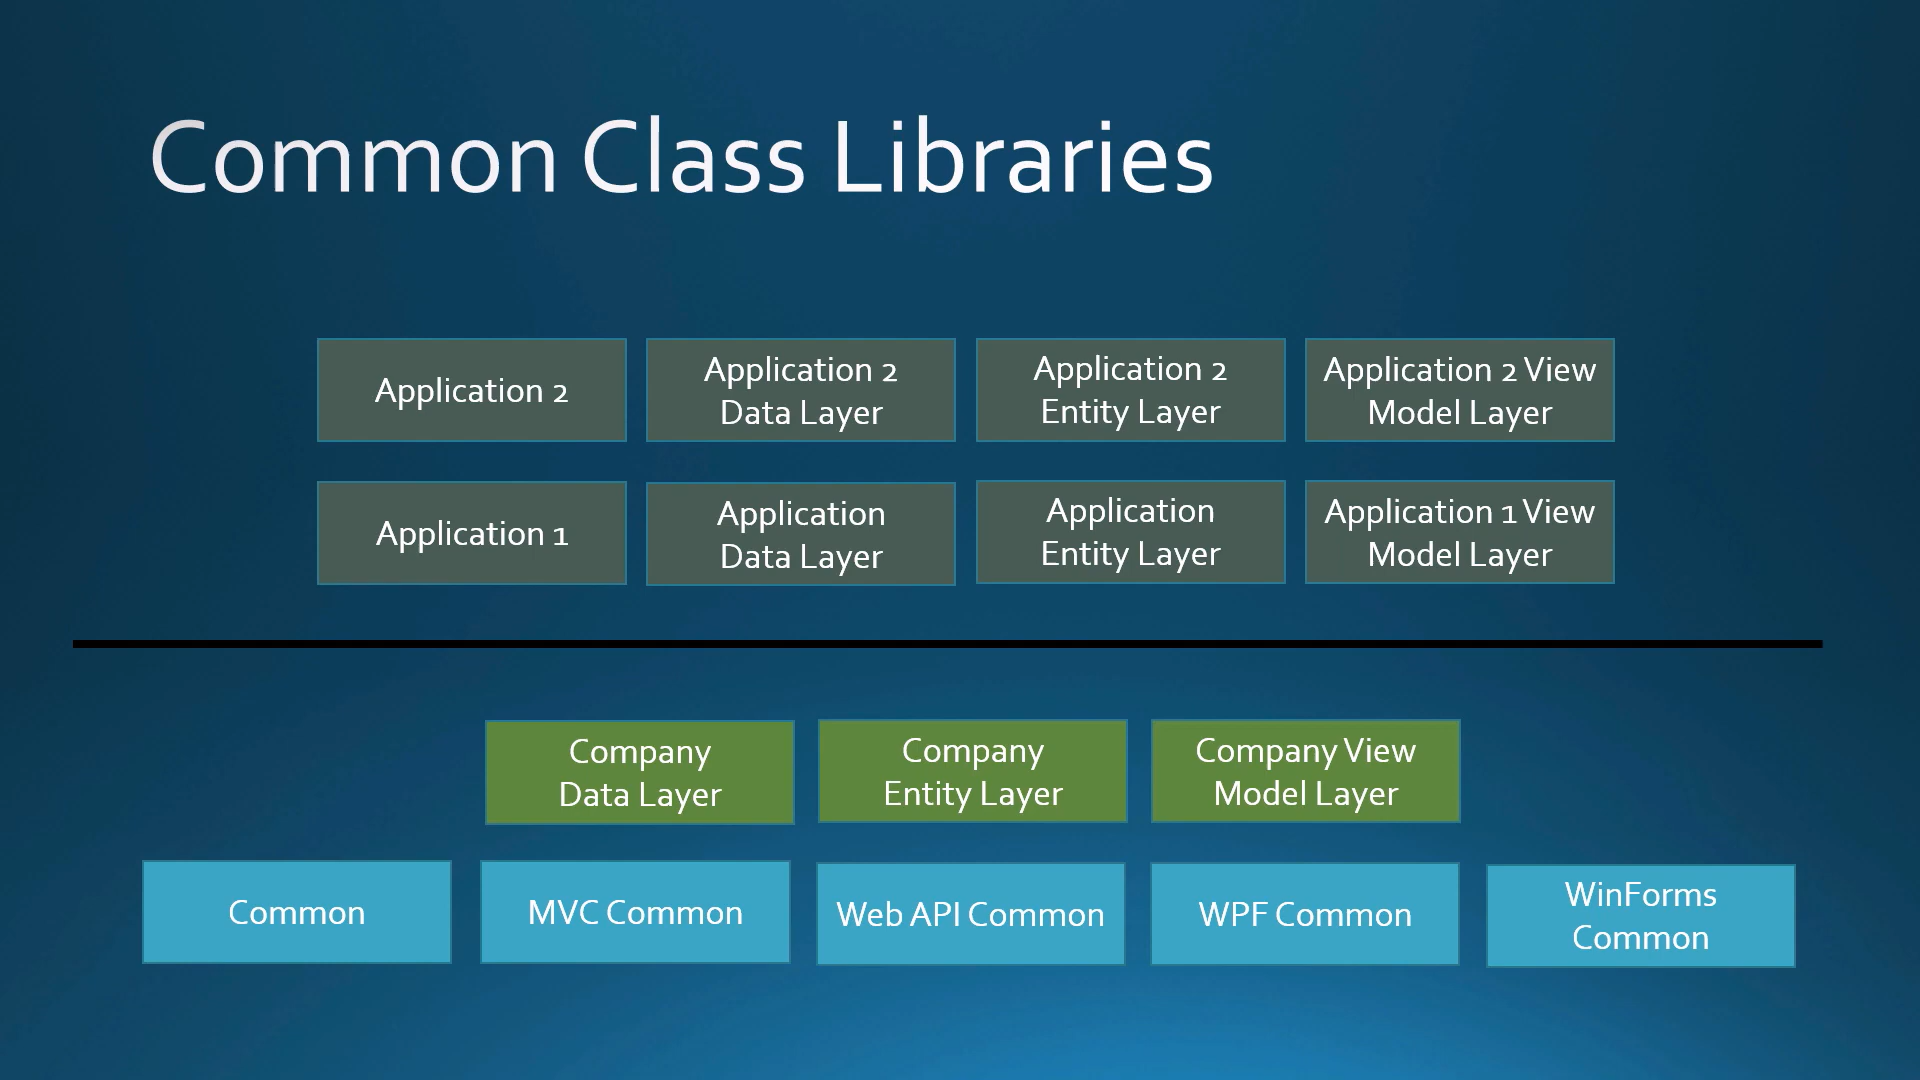 Common Class Libraries
Application 2
Application 2
Data Layer
Application 2
Entity Layer
Application 2 View
Model Layer
Application 1
Application
Data Layer
Application
Entity Layer
Application 1 View
Model Layer
Company
Data Layer
Company
Entity Layer
Company View
Model Layer
Common
MVC Common
Web API Common
WPF Common
WinForms
Common